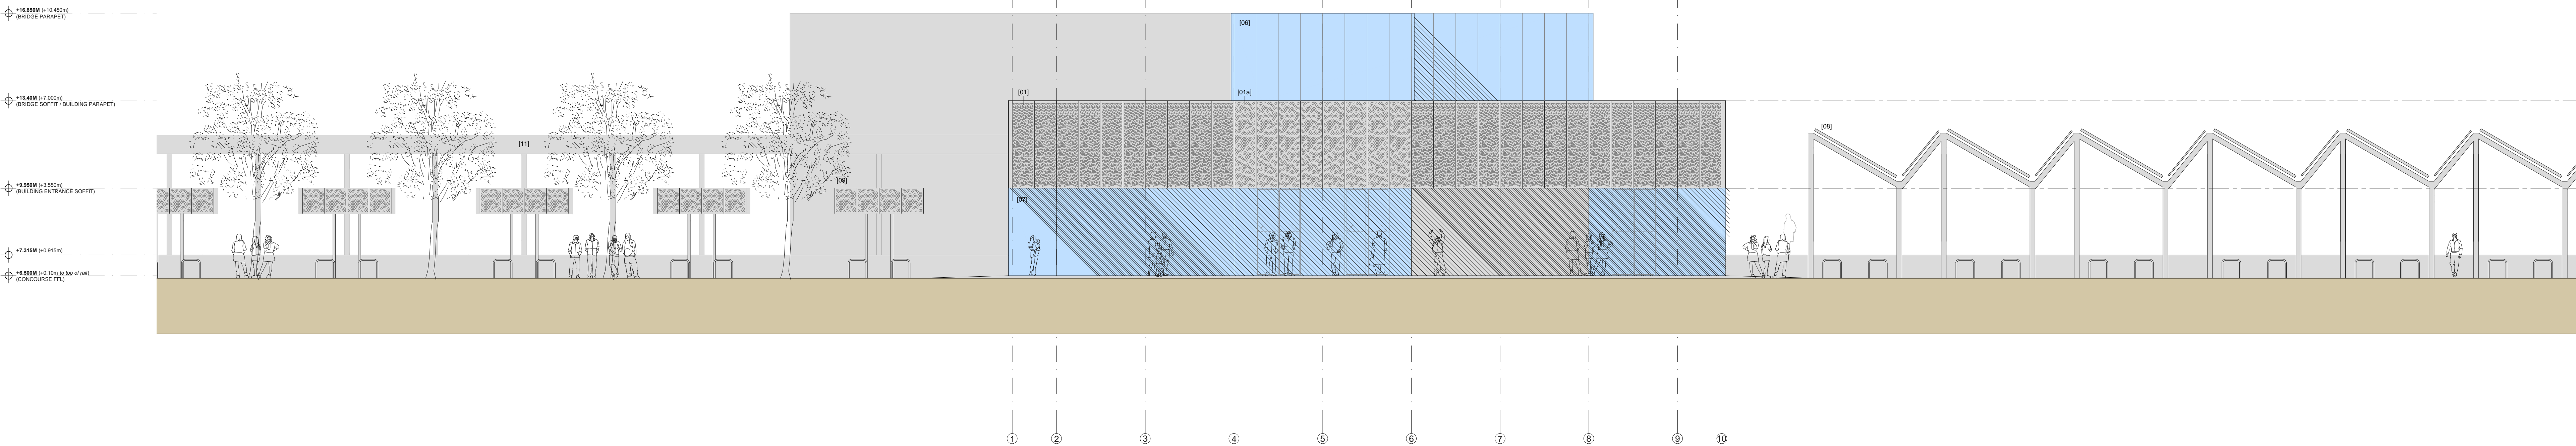 +16.850M (+10.450m)
(BRIDGE PARAPET)
[06]
[01]
[01a]
+13.40M (+7.000m)
(BRIDGE SOFFIT / BUILDING PARAPET)
[08]
[11]
[09]
+9.950M (+3.550m)
(BUILDING ENTRANCE SOFFIT)
[07]
+7.315M (+0.915m)
+6.500M (+0.10m to top of rail)
(CONCOURSE FFL)
1 2 3 4 5 6 7 8 9 10